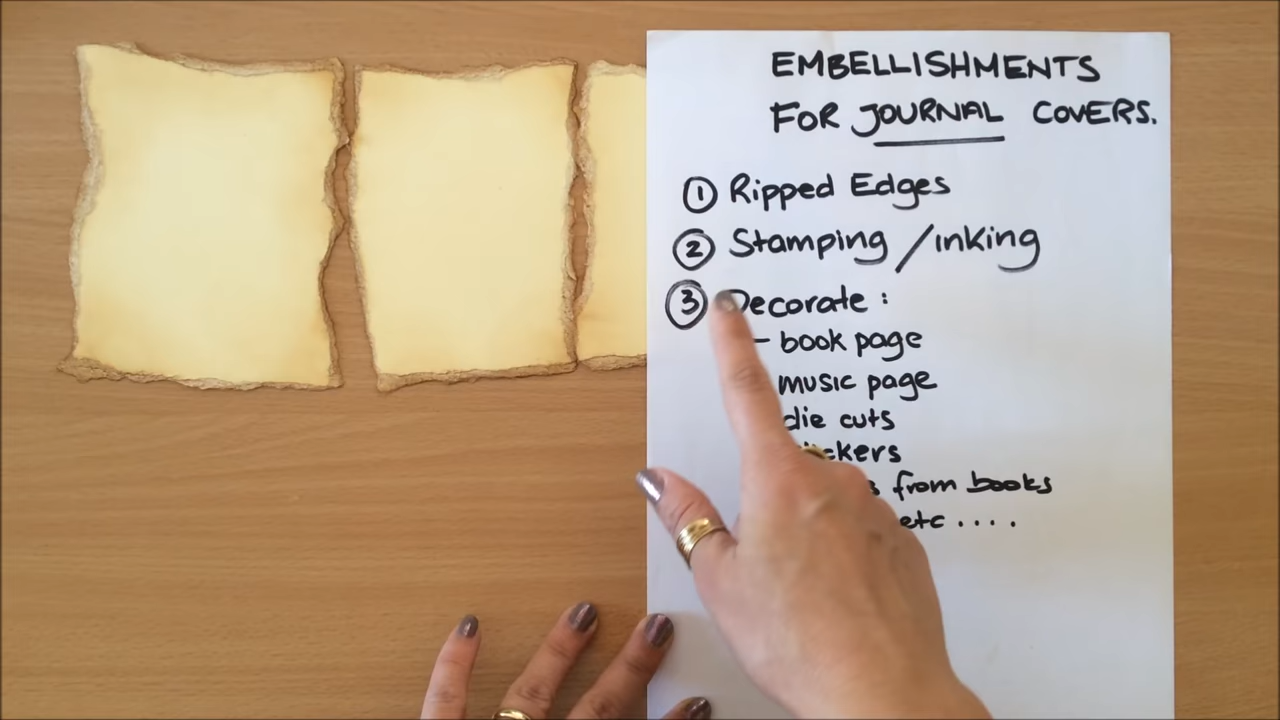 EMBELLISHMENTS
FOR JOURNAL COVERS.
① Ripped Edges
② Stamping / inking
③ Decorate :
– book page
music page
die cuts
from books
etc ....